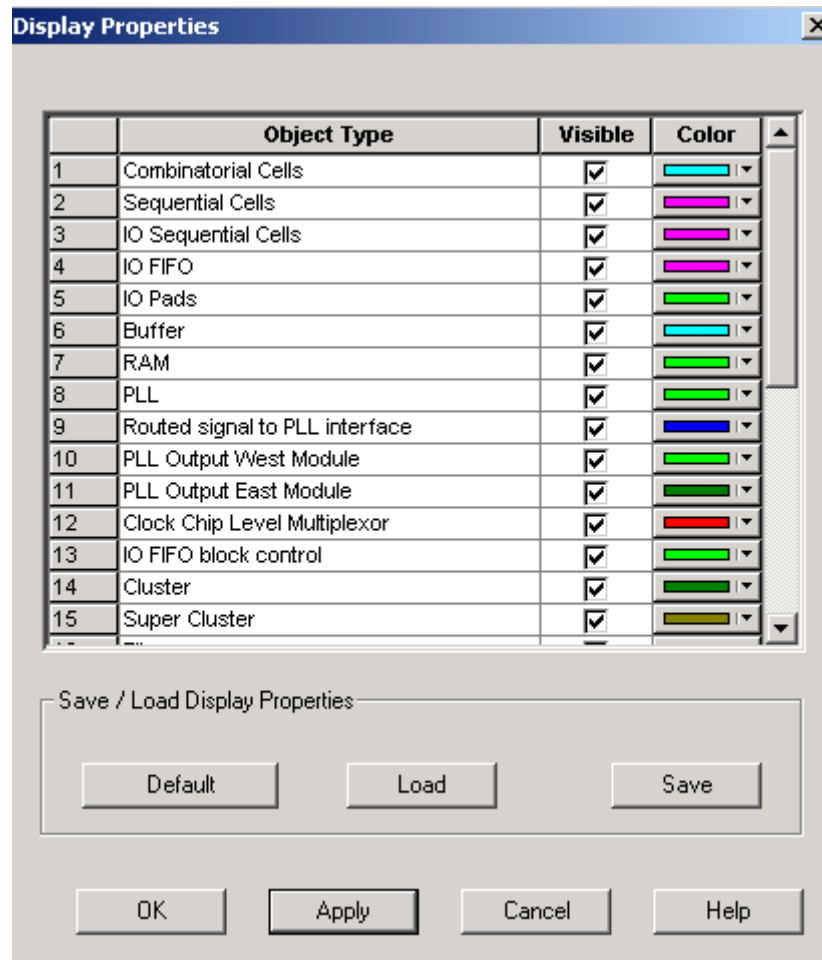 Display Properties
Object Type Visible Color
1 Combinatorial Cells
2 Sequential Cells
3 IO Sequential Cells
4 IO FIFO
5 IO Pads
6 Buffer
7 RAM
8 PLL
9 Routed signal to PLL interface
10 PLL Output West Module
11 PLL Output East Module
12 Clock Chip Level Multiplexor
13 IO FIFO block control
14 Cluster
15 Super Cluster
Save / Load Display Properties
Default Load Save
OK Apply Cancel Help